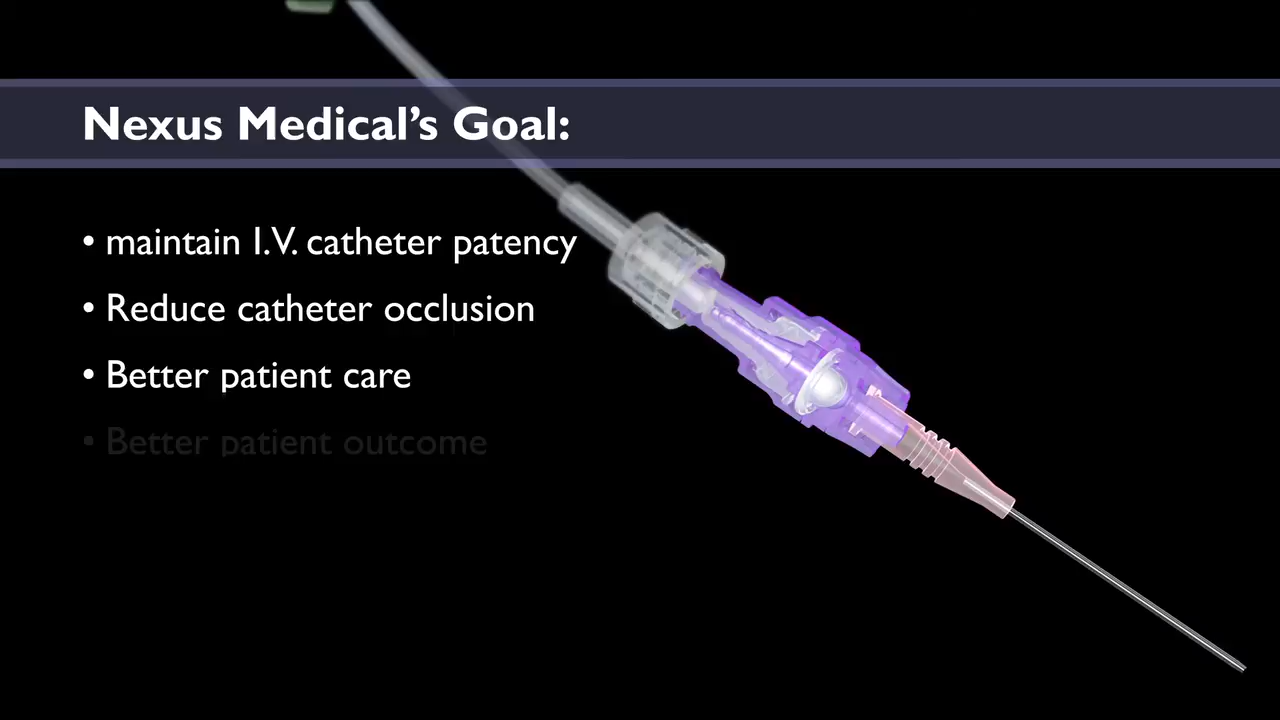 Nexus Medical’s Goal:
• maintain I.V. catheter patency
• Reduce catheter occlusion
• Better patient care
• Better patient outcome